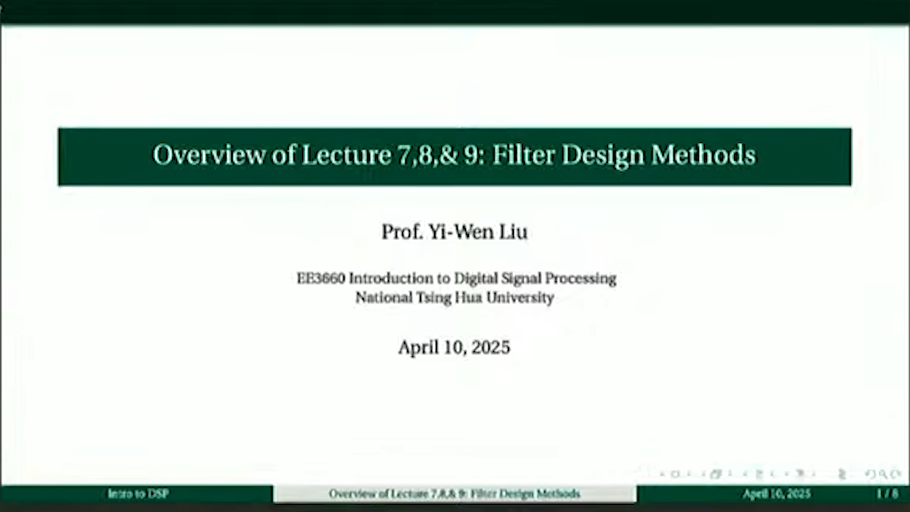 Overview of Lecture 7,8,& 9: Filter Design Methods
Prof. Yi-Wen Liu
EE3660 Introduction to Digital Signal Processing
National Tsing Hua University
April 10, 2025
Intro to DSP
Overview of Lecture 7,8,& 9: Filter Design Methods
April 10, 2025
1 / 8